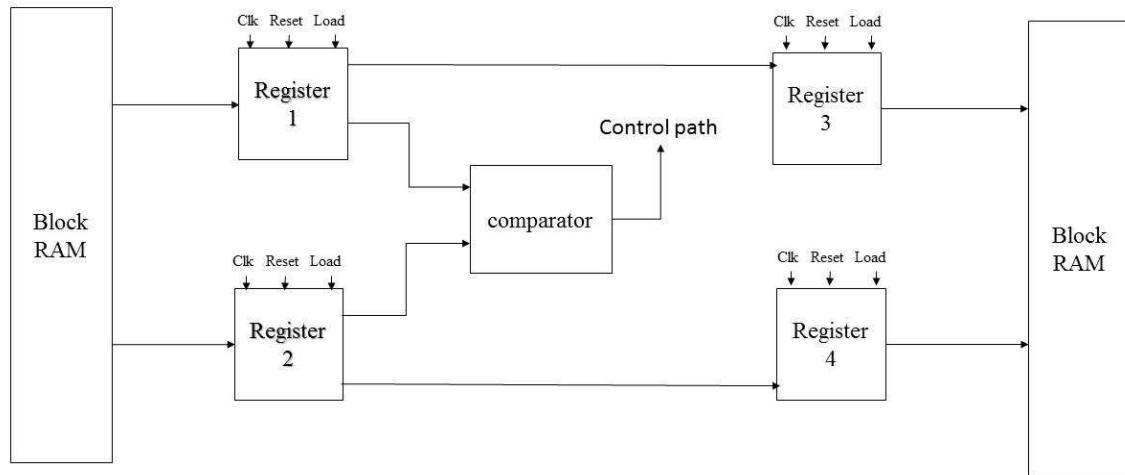 Clk Reset Load
Register
1
Clk Reset Load
Register
3
Control path
Block
RAM
comparator
Block
RAM
Clk Reset Load
Register
2
Clk Reset Load
Register
4